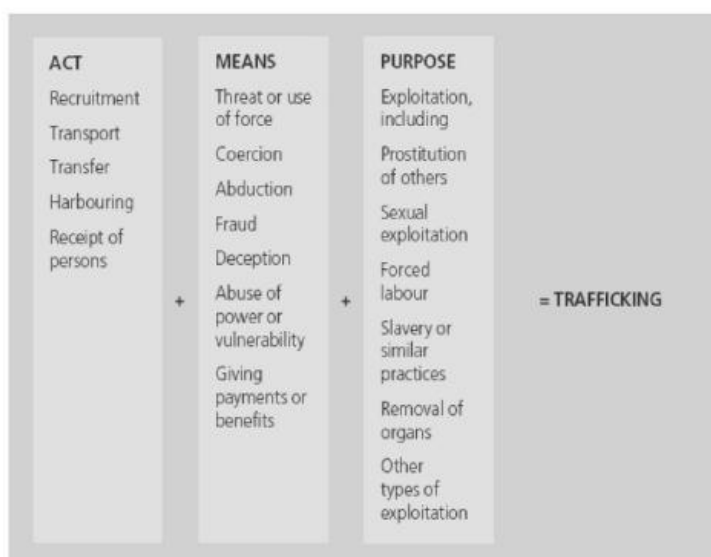 ACT
Recruitment
Transport
Transfer
Harbouring
Receipt of
persons
+
MEANS
Threat or use
of force
Coercion
Abduction
Fraud
Deception
Abuse of
power or
vulnerability
Giving
payments or
benefits
+
PURPOSE
Exploitation,
including
Prostitution
of others
Sexual
exploitation
Forced
labour
Slavery or
similar
practices
Removal of
organs
Other
types of
exploitation
= TRAFFICKING